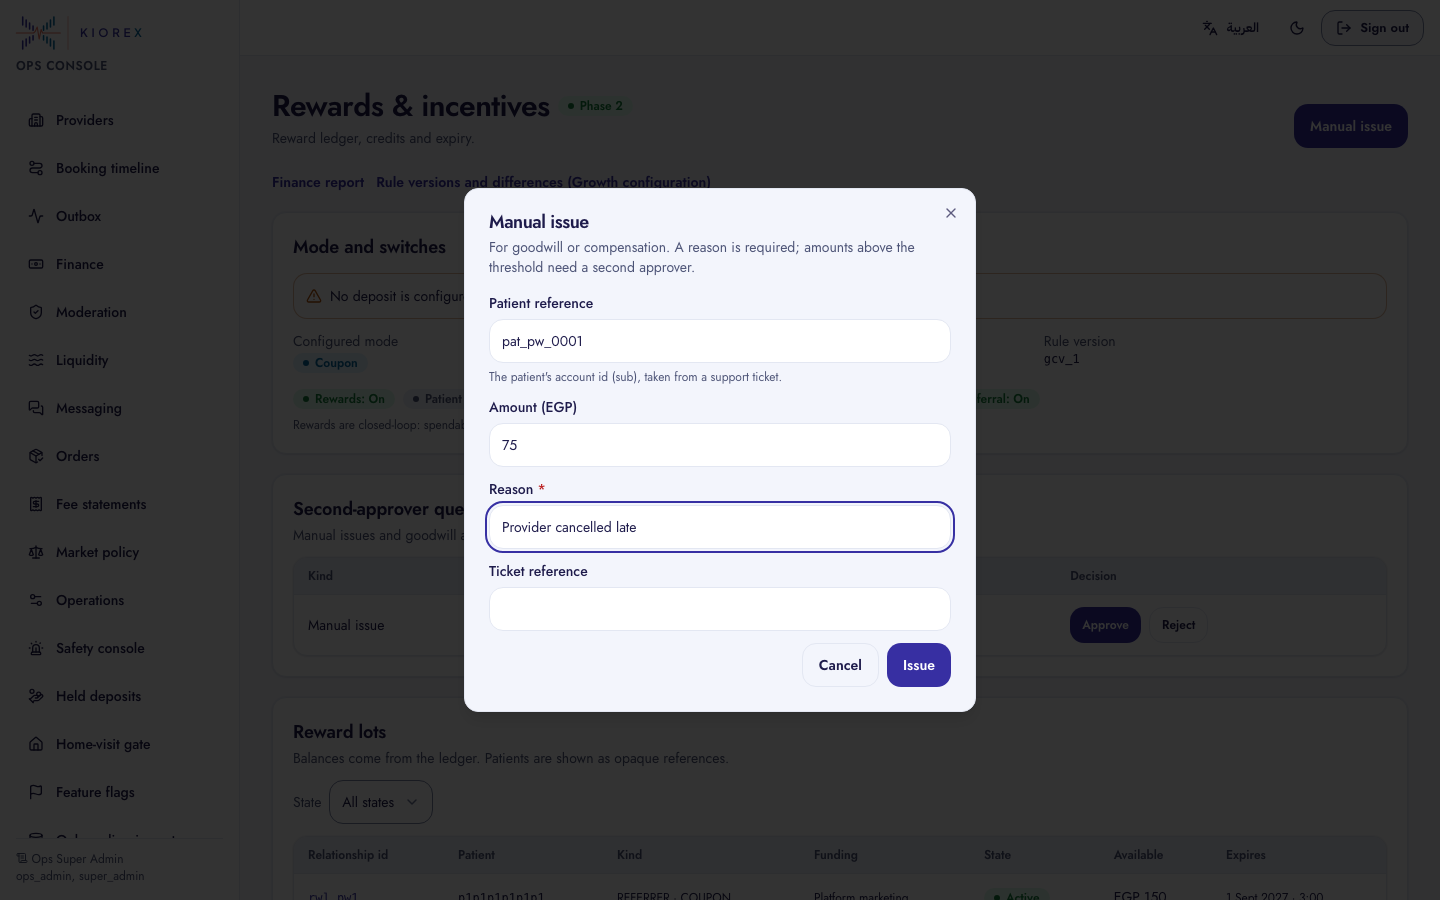 KIOREX
OPS CONSOLE
العربية
Sign out
Providers
Booking timeline
Outbox
Finance
Moderation
Liquidity
Messaging
Orders
Fee statements
Market policy
Operations
Safety console
Held deposits
Home-visit gate
Feature flags
Ops Super Admin
ops_admin, super_admin
Rewards & incentives
Phase 2
Reward ledger, credits and expiry.
Manual issue
Finance report
Rule versions and differences (Growth configuration)
Mode and switches
No deposit is configur
Configured mode
Coupon
Rule version
gcv_1
Rewards: On
Patient
ferral: On
Rewards are closed-loop: spendab
Second-approver que
Manual issues and goodwill a
Kind
Decision
Manual issue
Approve
Reject
Reward lots
Balances come from the ledger. Patients are shown as opaque references.
State
All states
Relationship id
Patient
Kind
Funding
State
Available
Expires
REFERRER · COUPON
Platform marketing
Active
EGP 150
1 Sept 2027 · 3:00
Manual issue
For goodwill or compensation. A reason is required; amounts above the
threshold need a second approver.
Patient reference
pat_pw_0001
The patient's account id (sub), taken from a support ticket.
Amount (EGP)
75
Reason *
Provider cancelled late
Ticket reference
Cancel
Issue